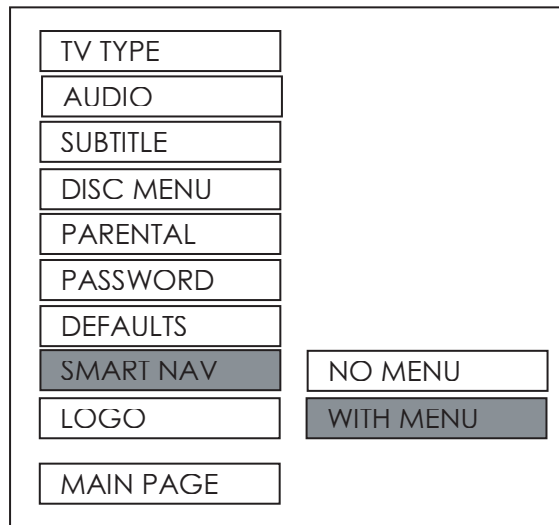 TV TYPE
AUDIO
SUBTITLE
DISC MENU
PARENTAL
PASSWORD
DEFAULTS
SMART NAV
NO MENU
LOGO
WITH MENU
MAIN PAGE